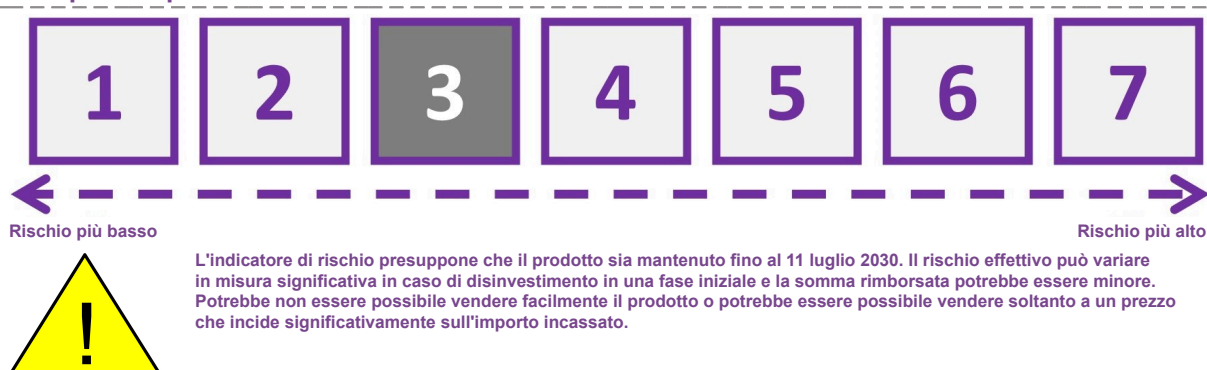 1 2 3 4 5 6 7
Rischio più basso Rischio più alto
L'indicatore di rischio presuppone che il prodotto sia mantenuto fino al 11 luglio 2030. Il rischio effettivo può variare
in misura significativa in caso di disinvestimento in una fase iniziale e la somma rimborsata potrebbe essere minore.
Potrebbe non essere possibile vendere facilmente il prodotto o potrebbe essere possibile vendere soltanto a un prezzo
che incide significativamente sull'importo incassato.
!